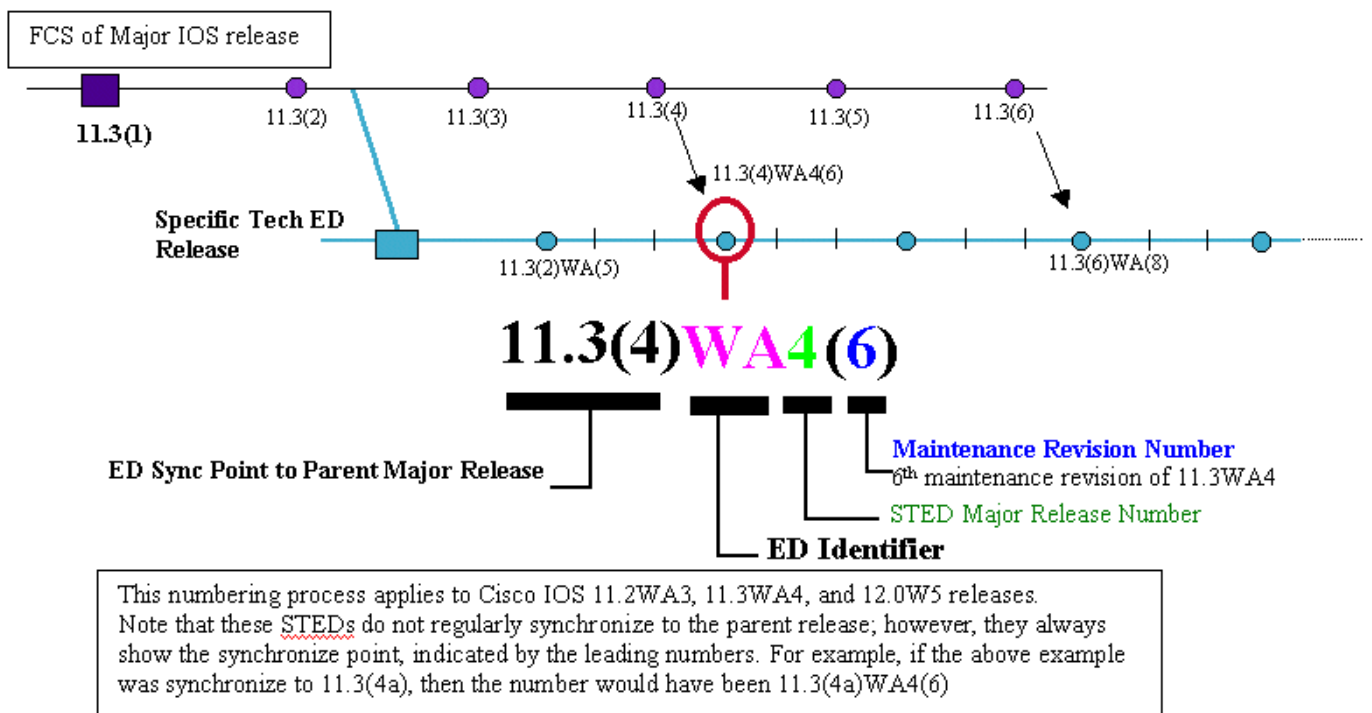 FCS of Major IOS release
11.3(1)
11.3(2)
11.3(3)
11.3(4)
11.3(5)
11.3(6)
11.3(4)WA4(6)
Specific Tech ED
Release
11.3(2)WA(5)
11.3(6)WA(8)
11.3(4)WA4(6)
ED Sync Point to Parent Major Release
Maintenance Revision Number
6th maintenance revision of 11.3WA4
STED Major Release Number
ED Identifier
This numbering process applies to Cisco IOS 11.2WA3, 11.3WA4, and 12.0W5 releases.
Note that these STEDs do not regularly synchronize to the parent release; however, they always
show the synchronize point, indicated by the leading numbers. For example, if the above example
was synchronize to 11.3(4a), then the number would have been 11.3(4a)WA4(6)